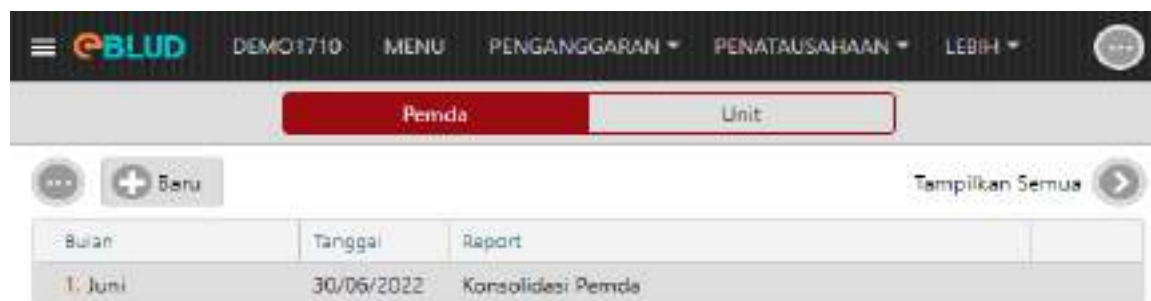 eBLUD DEMO1710 MENU PENGANGGARAN PENATAUSAHAAN LEBIH
Pemda Unit
Baru Tampilkan Semua
Bulan Tanggal Report
1. Juni 30/06/2022 Konsolidasi Pemda